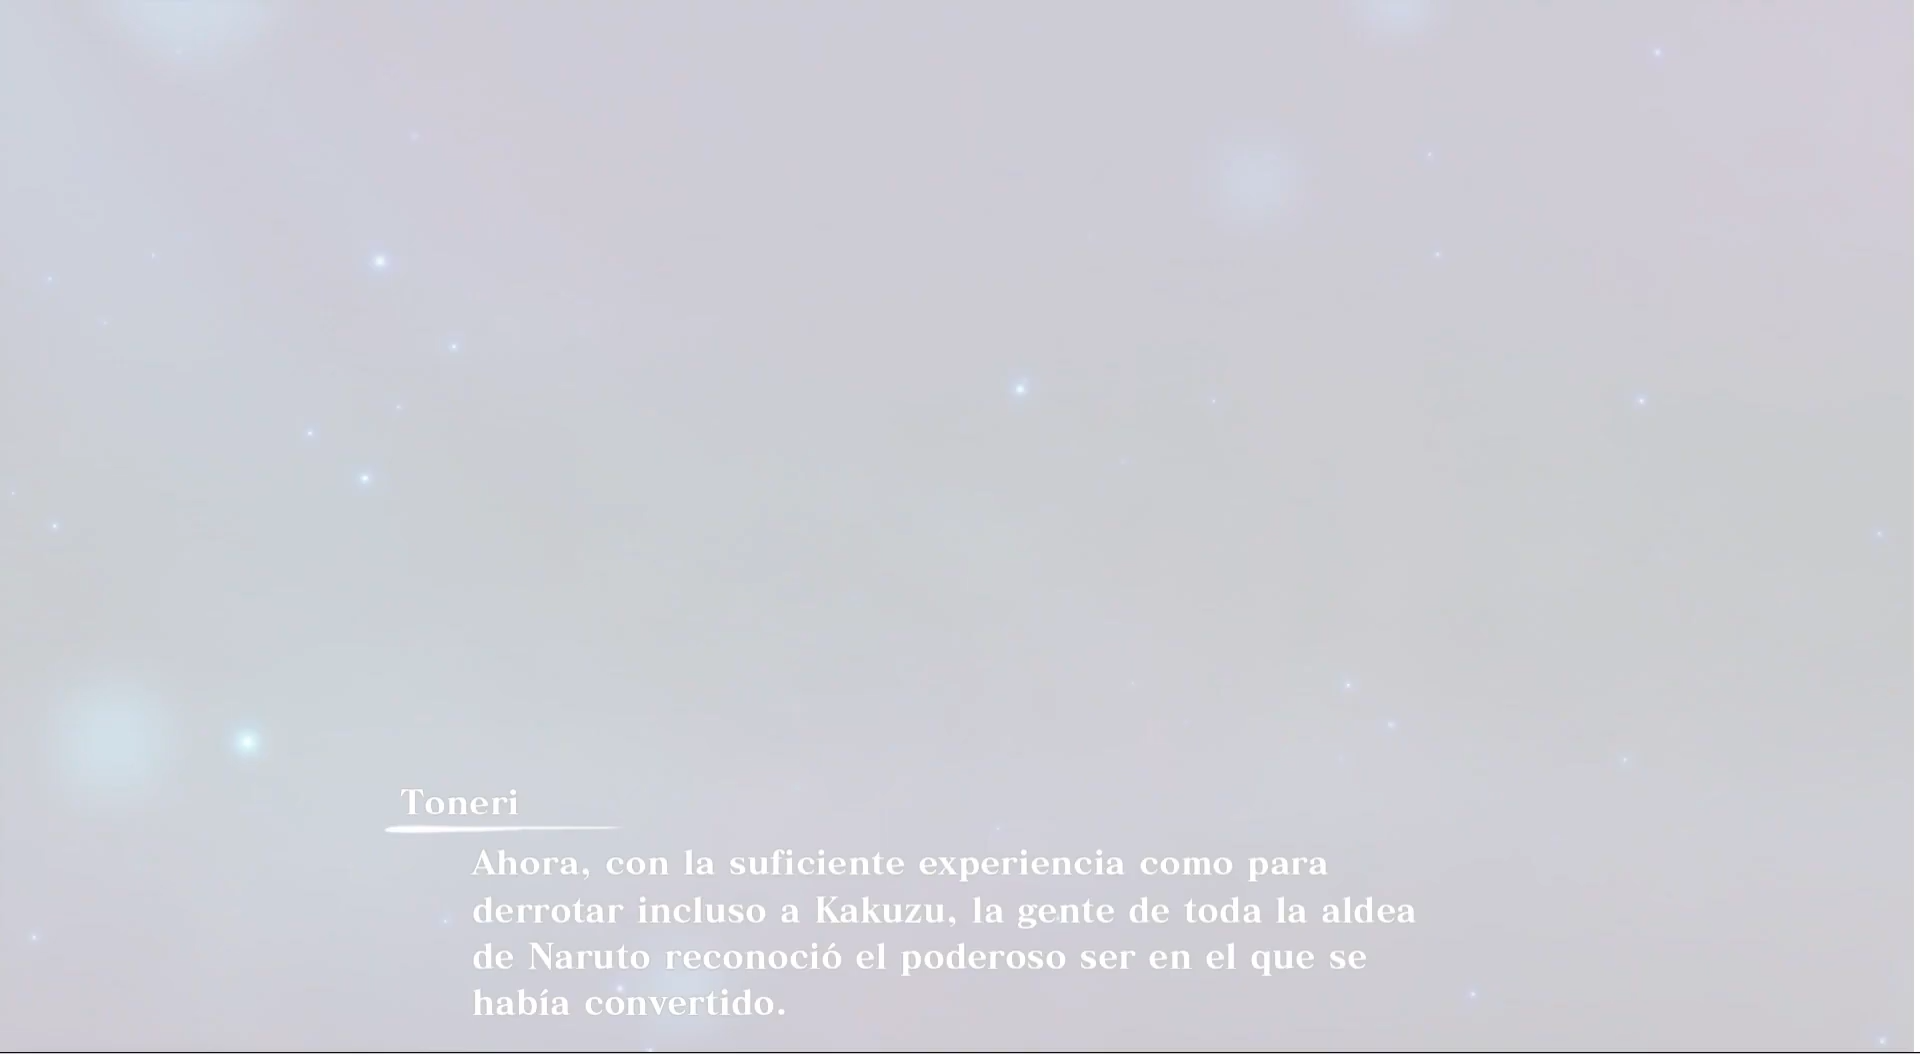 Toneri
Ahora, con la suficiente experiencia como para
derrotar incluso a Kakuzu, la gente de toda la aldea
de Naruto reconoció el poderoso ser en el que se
había convertido.